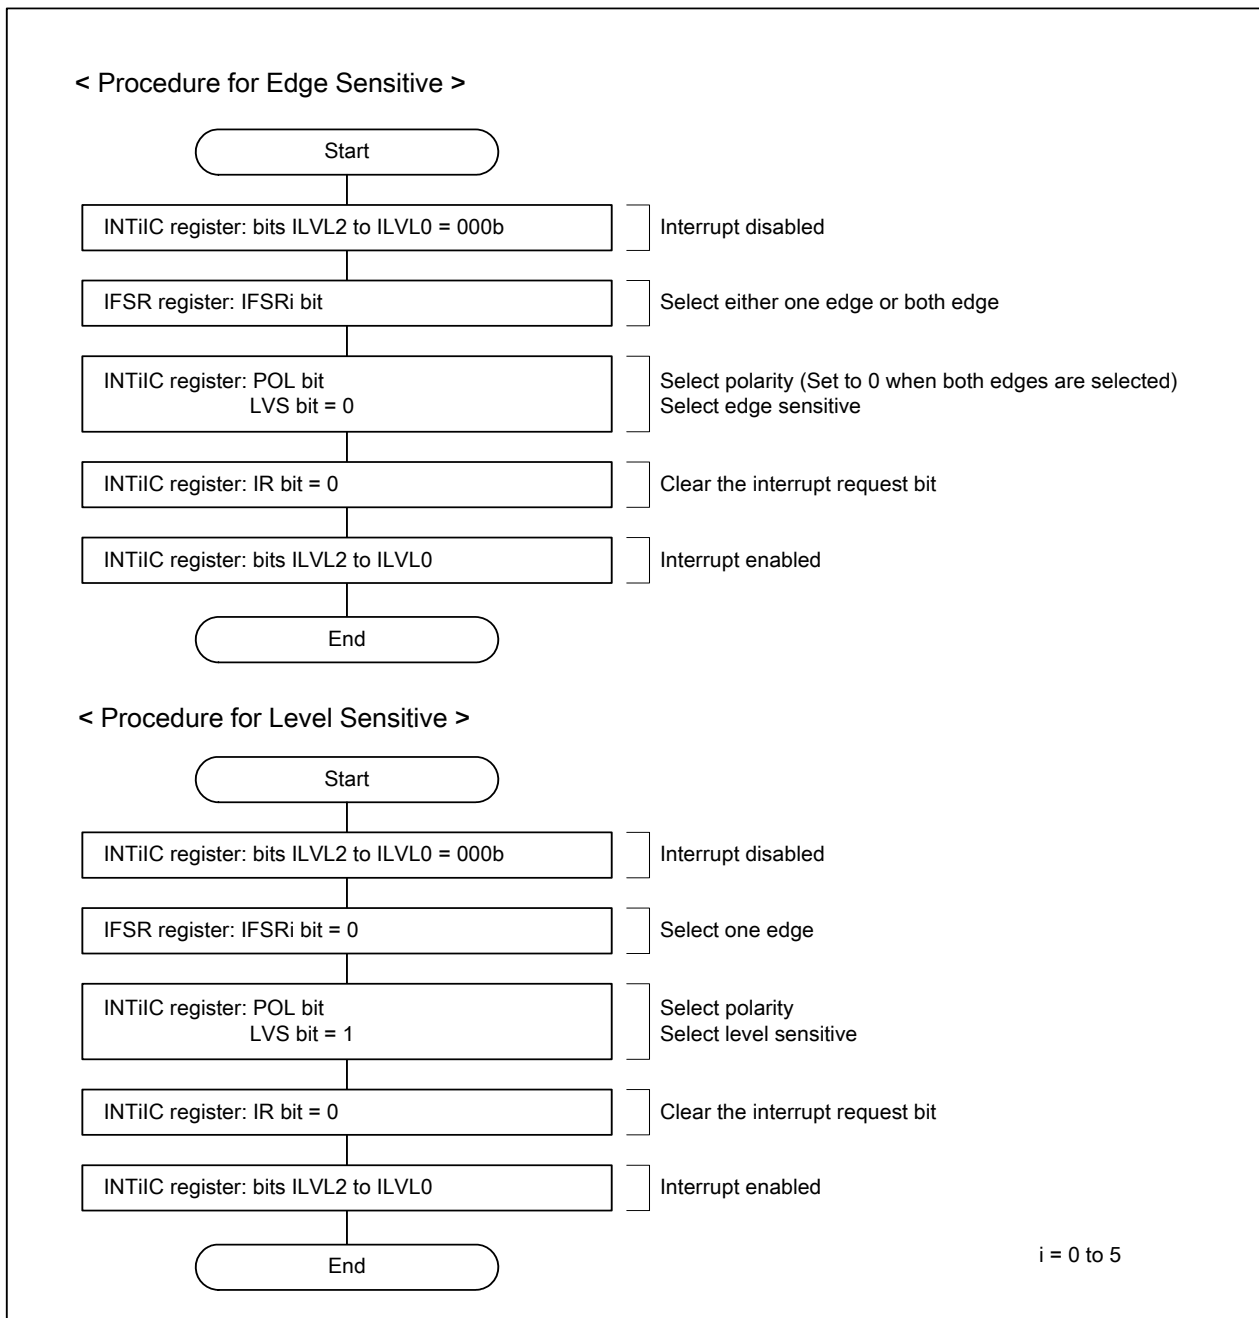 < Procedure for Edge Sensitive >
Start
INTiIC register: bits ILVL2 to ILVL0 = 000b
Interrupt disabled
IFSR register: IFSRi bit
Select either one edge or both edge
INTiIC register: POL bit
Select polarity (Set to 0 when both edges are selected)
LVS bit = 0
Select edge sensitive
INTiIC register: IR bit = 0
Clear the interrupt request bit
INTiIC register: bits ILVL2 to ILVL0
Interrupt enabled
End
< Procedure for Level Sensitive >
Start
INTiIC register: bits ILVL2 to ILVL0 = 000b
Interrupt disabled
IFSR register: IFSRi bit = 0
Select one edge
INTiIC register: POL bit
Select polarity
LVS bit = 1
Select level sensitive
INTiIC register: IR bit = 0
Clear the interrupt request bit
INTiIC register: bits ILVL2 to ILVL0
Interrupt enabled
End
i = 0 to 5